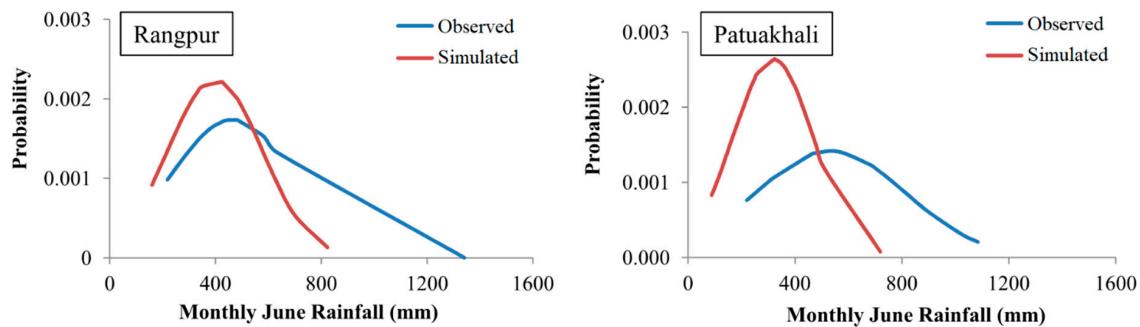 Rangpur
Observed
Simulated
Probability
0.003
0.002
0.001
0
0 400 800 1200 1600
Monthly June Rainfall (mm)
Patuakhali
Observed
Simulated
Probability
0.003
0.002
0.001
0.000
0 400 800 1200 1600
Monthly June Rainfall (mm)